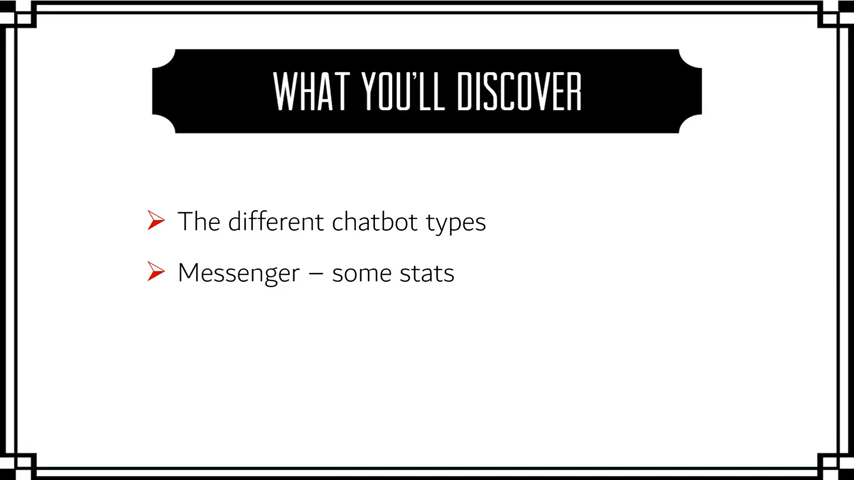 WHAT YOU'LL DISCOVER
The different chatbot types
Messenger – some stats